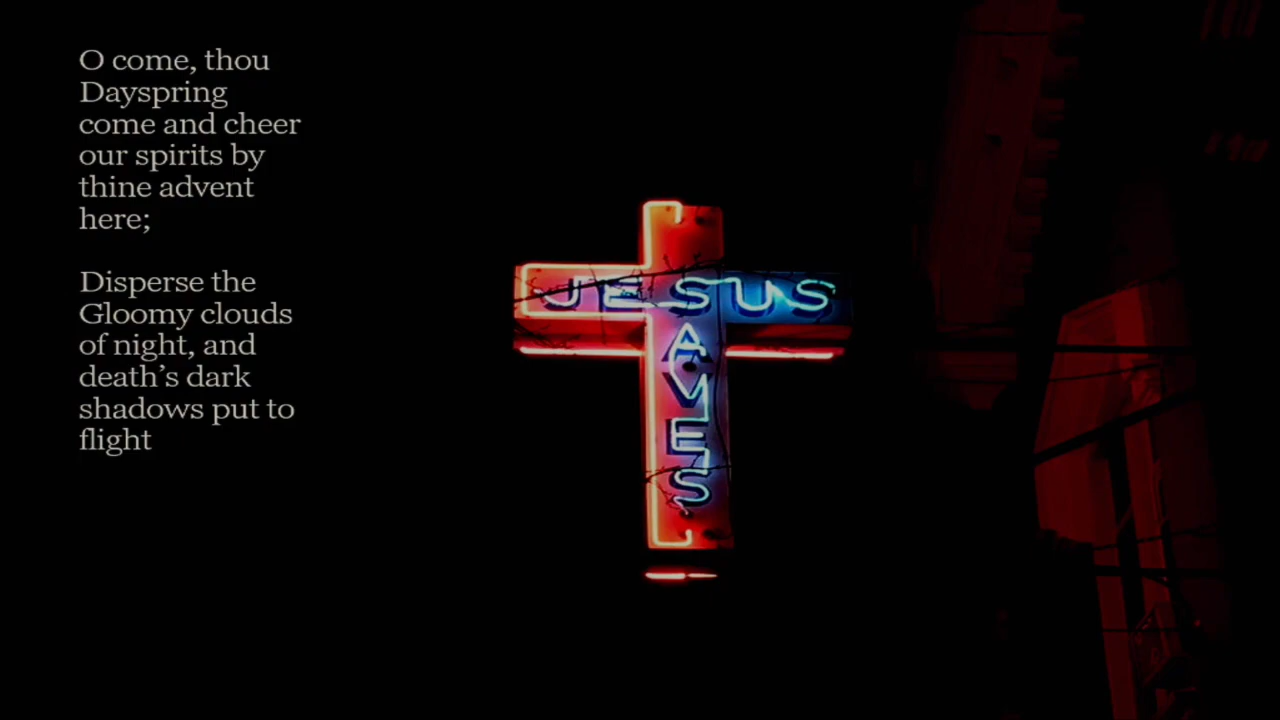 O come, thou
Dayspring
come and cheer
our spirits by
thine advent
here;
Disperse the
Gloomy clouds
of night, and
death’s dark
shadows put to
flight
JESUS
SAVES